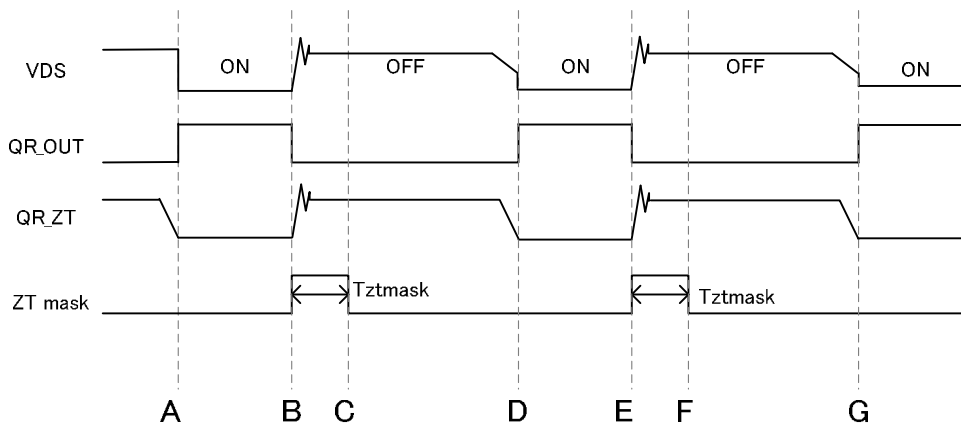 VDS ON OFF ON OFF ON
QR_OUT
QR_ZT
ZT mask Tztmask Tztmask
A B C D E F G